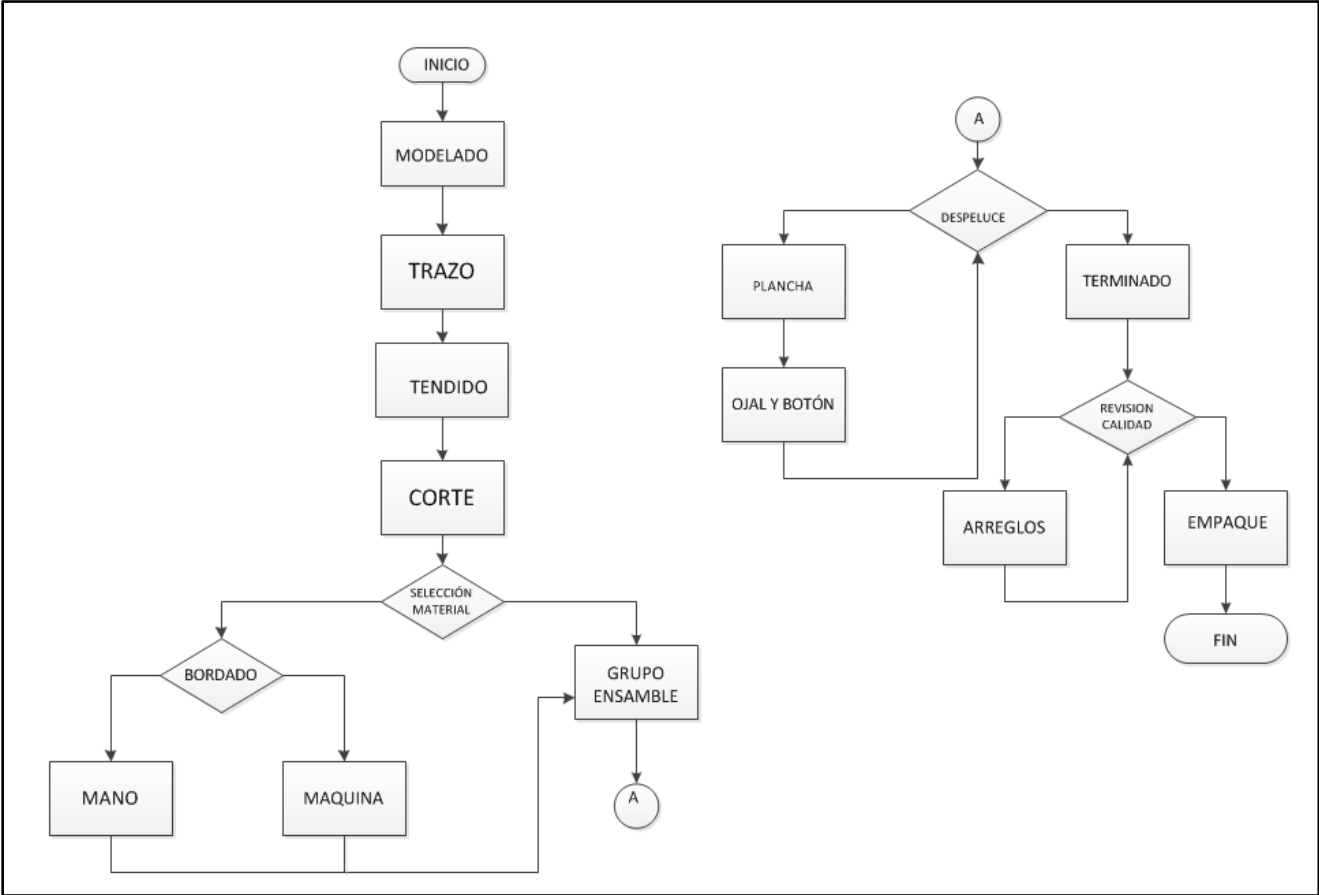 INICIO
MODELADO
TRAZO
TENDIDO
CORTE
SELECCIÓN
MATERIAL
BORDADO
MANO
MAQUINA
GRUPO
ENSAMBLE
A
A
DESPELUCE
PLANCHA
OJAL Y BOTÓN
TERMINADO
REVISION
CALIDAD
ARREGLOS
EMPAQUE
FIN